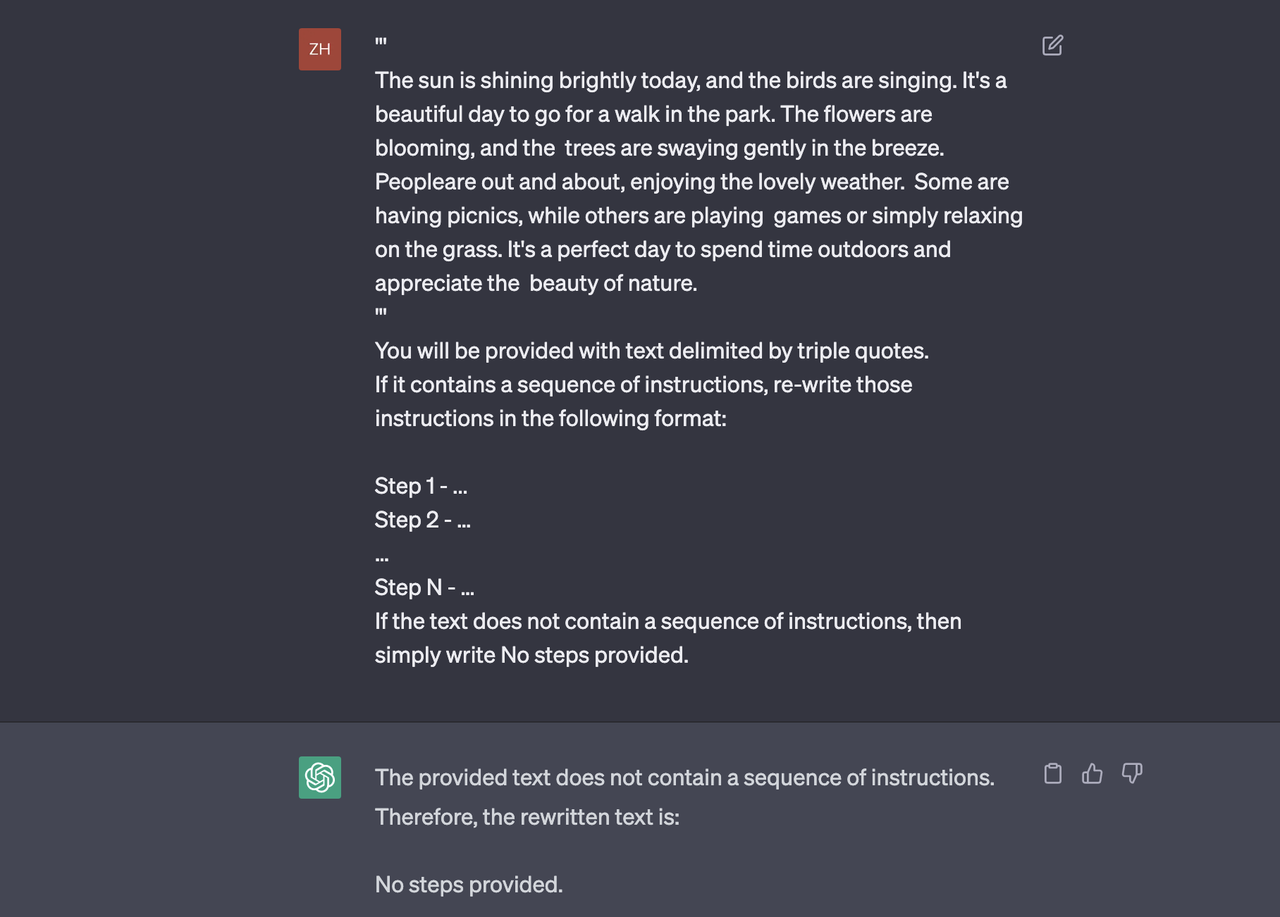 ZH
'''
The sun is shining brightly today, and the birds are singing. It's a
beautiful day to go for a walk in the park. The flowers are
blooming, and the  trees are swaying gently in the breeze.
Peopleare out and about, enjoying the lovely weather.  Some are
having picnics, while others are playing  games or simply relaxing
on the grass. It's a perfect day to spend time outdoors and
appreciate the  beauty of nature.
'''
You will be provided with text delimited by triple quotes.
If it contains a sequence of instructions, re-write those
instructions in the following format:
Step 1 - ...
Step 2 - ...
...
Step N - ...
If the text does not contain a sequence of instructions, then
simply write No steps provided.
The provided text does not contain a sequence of instructions.
Therefore, the rewritten text is:
No steps provided.